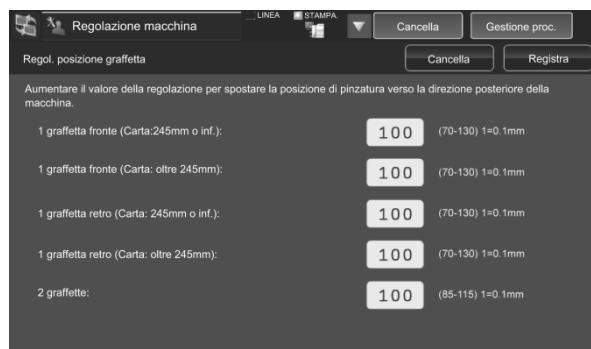 Regolazione macchina
LINEA
STAMPA.
Cancella
Gestione proc.
Regol. posizione graffetta
Cancella
Registra
Aumentare il valore della regolazione per spostare la posizione di pinzatura verso la direzione posteriore della
macchina.
1 graffetta fronte (Carta:245mm o inf.):
100
(70-130) 1=0.1mm
1 graffetta fronte (Carta: oltre 245mm):
100
(70-130) 1=0.1mm
1 graffetta retro (Carta: 245mm o inf.):
100
(70-130) 1=0.1mm
1 graffetta retro (Carta: oltre 245mm):
100
(70-130) 1=0.1mm
2 graffette:
100
(85-115) 1=0.1mm